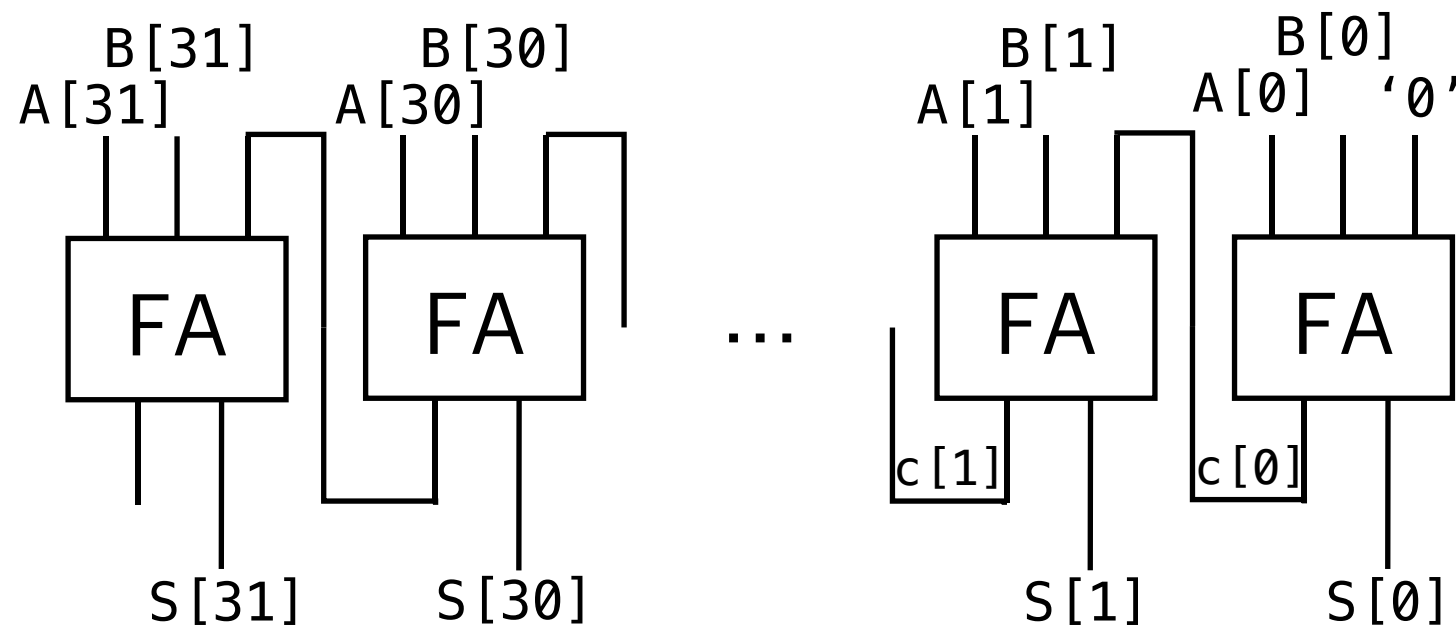 B[31]
B[30]
B[1]
B[0]
A[31]
A[30]
A[1]
A[0]
‘0’
FA
FA
...
FA
FA
c[1]
c[0]
S[31]
S[30]
S[1]
S[0]